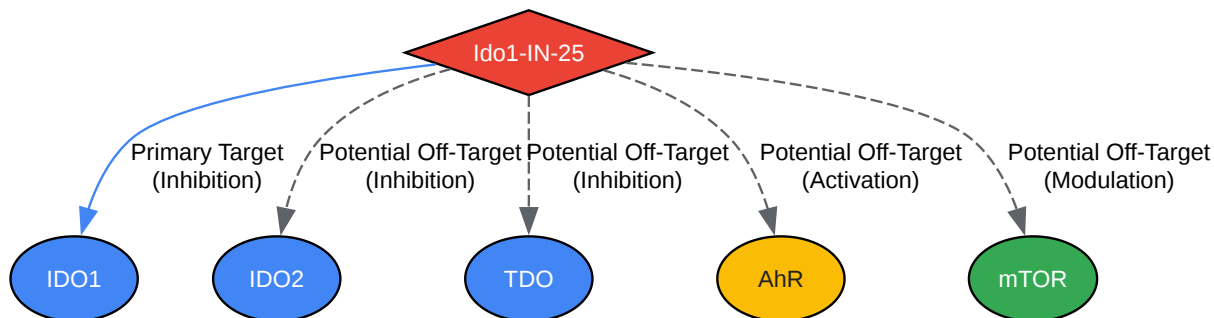 Ido1-IN-25
Primary Target
(Inhibition)
Potential Off-Target
(Inhibition)
Potential Off-Target
(Inhibition)
Potential Off-Target
(Activation)
Potential Off-Target
(Modulation)
IDO1
IDO2
TDO
AhR
mTOR